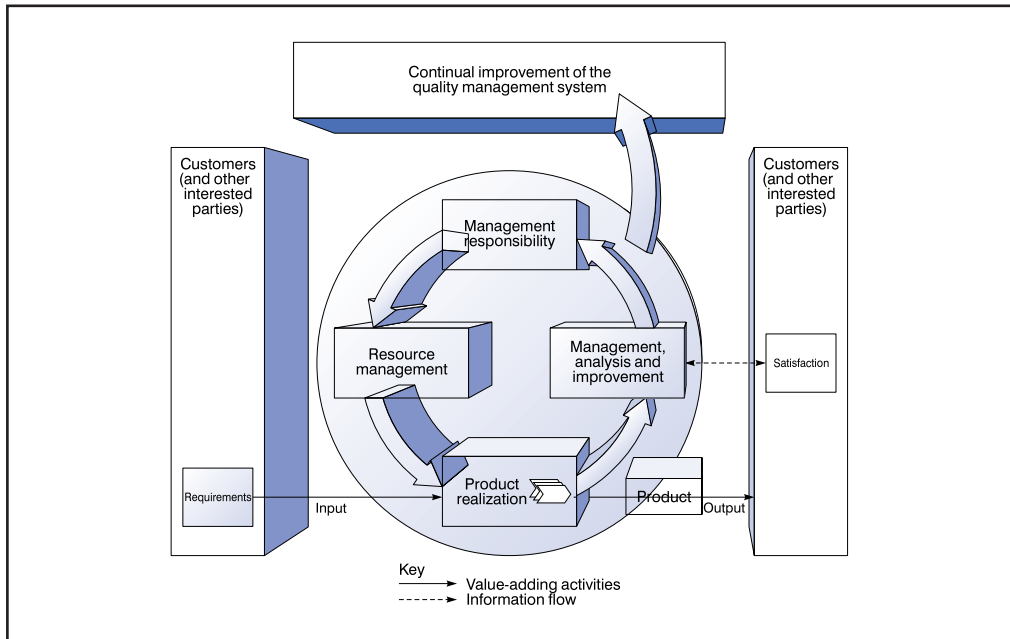 Continual improvement of the
quality management system
Customers
(and other
interested
parties)
Customers
(and other
interested
parties)
Management
responsibility
Resource
management
Management,
analysis and
improvement
Satisfaction
Requirements
Input
Product
realization
Product
Output
Key
Value-adding activities
Information flow